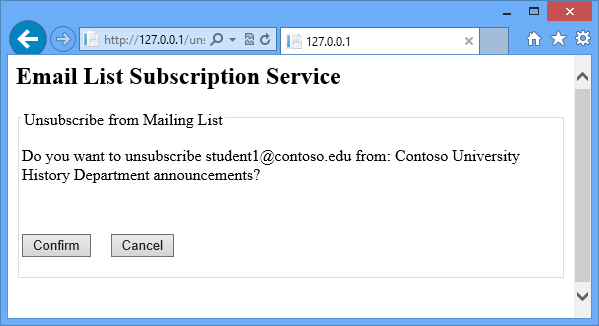 http://127.0.0.1/uns
127.0.0.1
Email List Subscription Service
Unsubscribe from Mailing List
Do you want to unsubscribe student1@contoso.edu from: Contoso University
History Department announcements?
Confirm Cancel